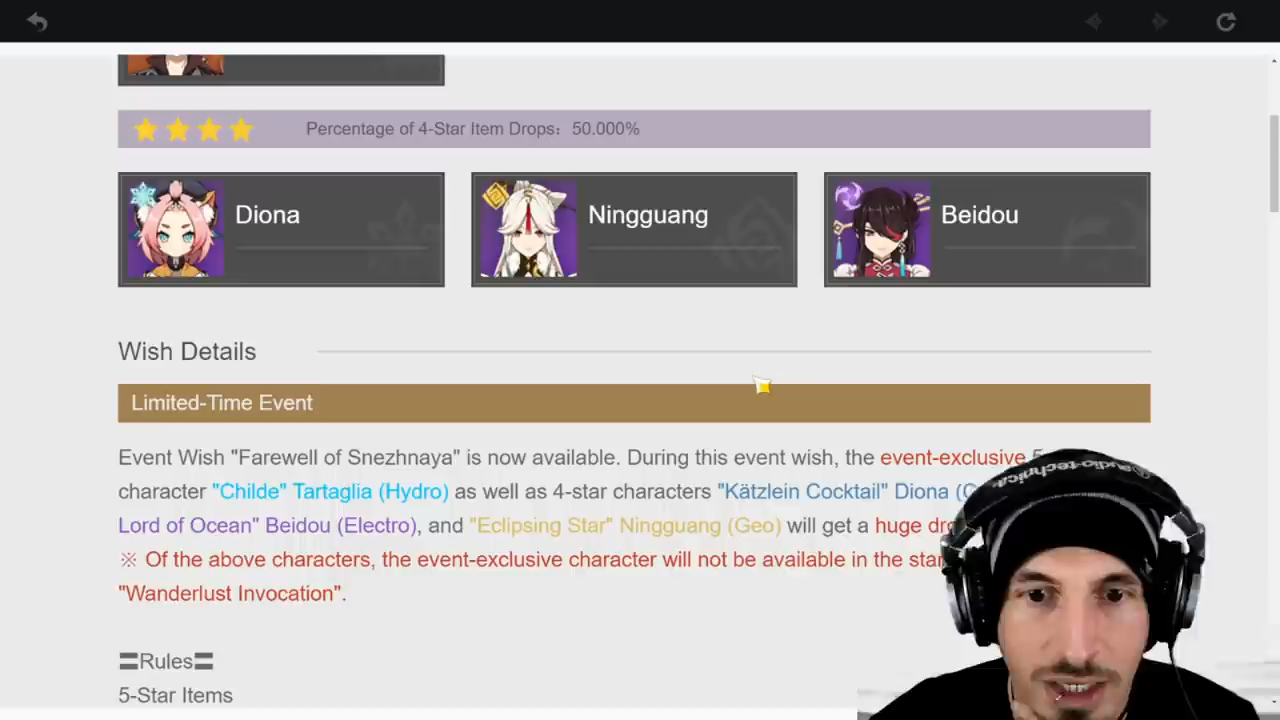 Percentage of 4-Star Item Drops: 50.000%
Diona
Ningguang
Beidou
Wish Details
Limited-Time Event
Event Wish "Farewell of Snezhnaya" is now available. During this event wish, the event-exclusive 5
character "Childe" Tartaglia (Hydro) as well as 4-star characters "Kätzlein Cocktail" Diona (C
Lord of Ocean" Beidou (Electro), and "Eclipsing Star" Ningguang (Geo) will get a huge
※ Of the above characters, the event-exclusive character will not be available in the
"Wanderlust Invocation".
〓Rules〓
5-Star Items
audio-technica